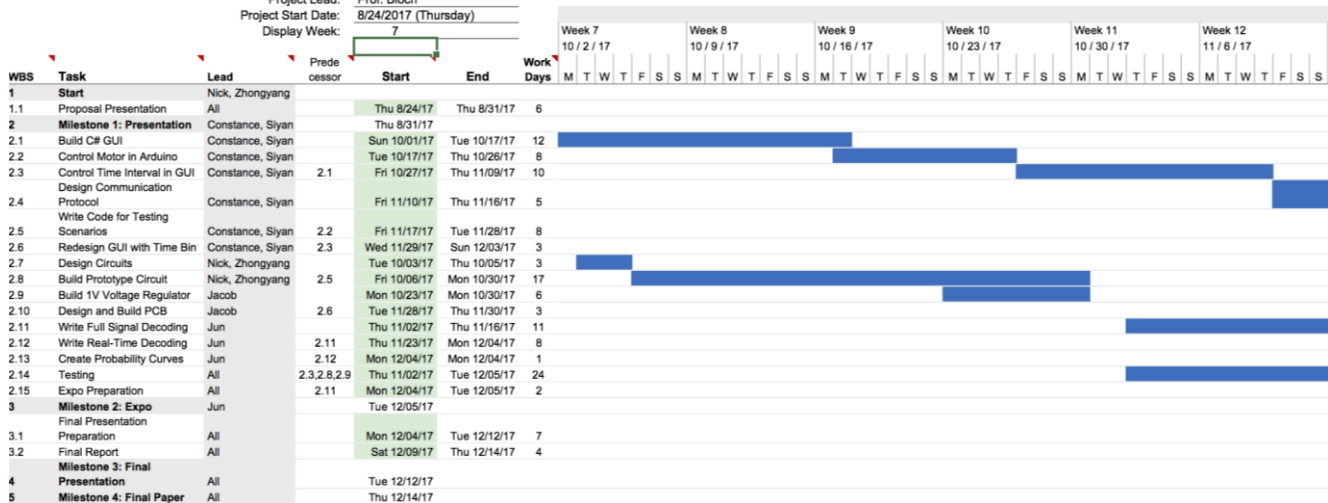 Project Lead: Prof. Bloch
Project Start Date: 8/24/2017 (Thursday)
Display Week: 7
Week 7 Week 8 Week 9 Week 10 Week 11 Week 12
10 / 2 / 17 10 / 9 / 17 10 / 16 / 17 10 / 23 / 17 10 / 30 / 17 11 / 6 / 17
WBS Task Lead Prede cessor Start End Work Days M T W T F S S M T W T F S S M T W T F S S M T W T F S S M T W T F S S M T W T F S S
1 Start Nick, Zhongyang
1.1 Proposal Presentation All Thu 8/24/17 Thu 8/31/17 6
2 Milestone 1: Presentation Constance, Siyan Thu 8/31/17
2.1 Build C# GUI Constance, Siyan Sun 10/01/17 Tue 10/17/17 12
2.2 Control Motor in Arduino Constance, Siyan Tue 10/17/17 Thu 10/26/17 8
2.3 Control Time Interval in GUI Constance, Siyan 2.1 Fri 10/27/17 Thu 11/09/17 10
Design Communication
2.4 Protocol Constance, Siyan Fri 11/10/17 Thu 11/16/17 5
Write Code for Testing
2.5 Scenarios Constance, Siyan 2.2 Fri 11/17/17 Tue 11/28/17 8
2.6 Redesign GUI with Time Bin Constance, Siyan 2.3 Wed 11/29/17 Sun 12/03/17 3
2.7 Design Circuits Nick, Zhongyang Tue 10/03/17 Thu 10/05/17 3
2.8 Build Prototype Circuit Nick, Zhongyang 2.5 Fri 10/06/17 Mon 10/30/17 17
2.9 Build 1V Voltage Regulator Jacob Mon 10/23/17 Mon 10/30/17 6
2.10 Design and Build PCB Jacob 2.6 Tue 11/28/17 Thu 11/30/17 3
2.11 Write Full Signal Decoding Jun Thu 11/02/17 Thu 11/16/17 11
2.12 Write Real-Time Decoding Jun 2.11 Thu 11/23/17 Mon 12/04/17 8
2.13 Create Probability Curves Jun 2.12 Mon 12/04/17 Mon 12/04/17 1
2.14 Testing All 2.3,2.8,2.9 Thu 11/02/17 Tue 12/05/17 24
2.15 Expo Preparation All 2.11 Mon 12/04/17 Tue 12/05/17 2
3 Milestone 2: Expo Jun Tue 12/05/17
Final Presentation
3.1 Preparation All Mon 12/04/17 Tue 12/12/17 7
3.2 Final Report All Sat 12/09/17 Thu 12/14/17 4
Milestone 3: Final
4 Presentation All Tue 12/12/17
5 Milestone 4: Final Paper All Thu 12/14/17